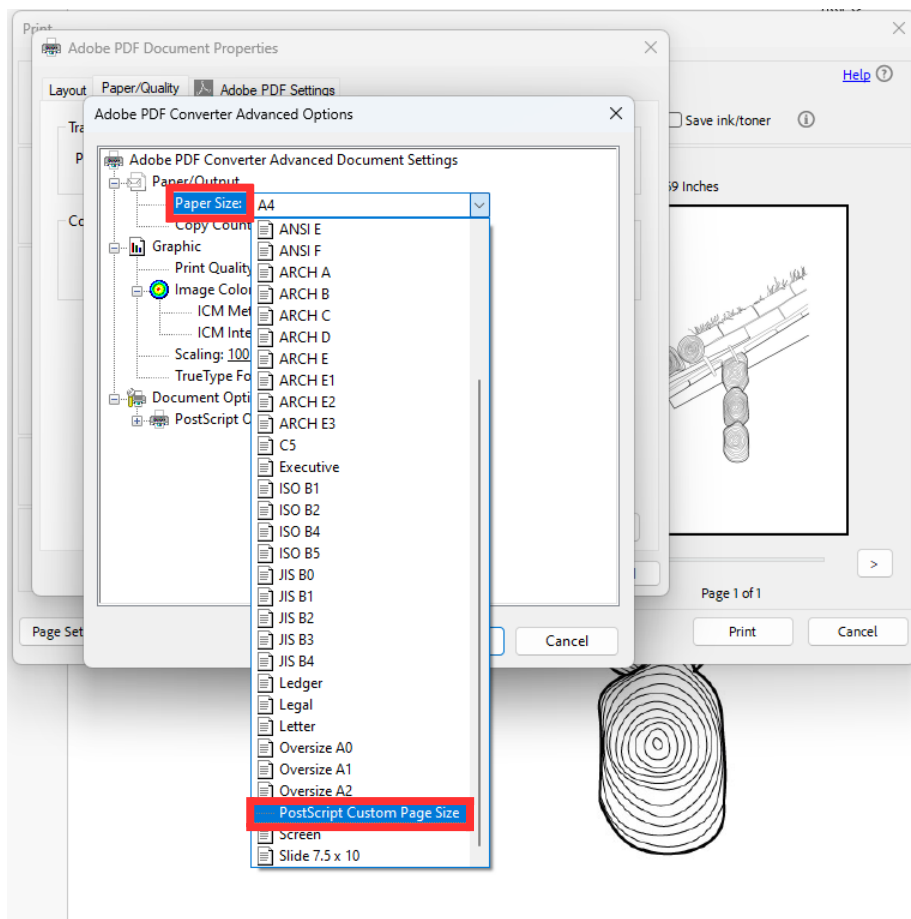 Print
Adobe PDF Document Properties
Help
Layout Paper/Quality Adobe PDF Settings
Adobe PDF Converter Advanced Options
Save ink/toner
Adobe PDF Converter Advanced Document Settings
Paper/Output
Inches
Paper Size: A4
Copy Count
ANSI E
Graphic
ANSI F
Print Quality
ARCH A
Image Color
ARCH B
ICM
ARCH C
ICM
ARCH D
Scaling: 100
ARCH E
TrueType
ARCH E1
Document
ARCH E2
PostScript
ARCH E3
C5
Executive
ISO B1
ISO B2
ISO B4
ISO B5
JIS B0
>
JIS B1
Page 1 of 1
JIS B2
Page
Print
Cancel
Cancel
JIS B3
JIS B4
Ledger
Legal
Letter
Oversize A0
Oversize A1
Oversize A2
PostScript Custom Page Size
Screen
Slide 7.5 x 10